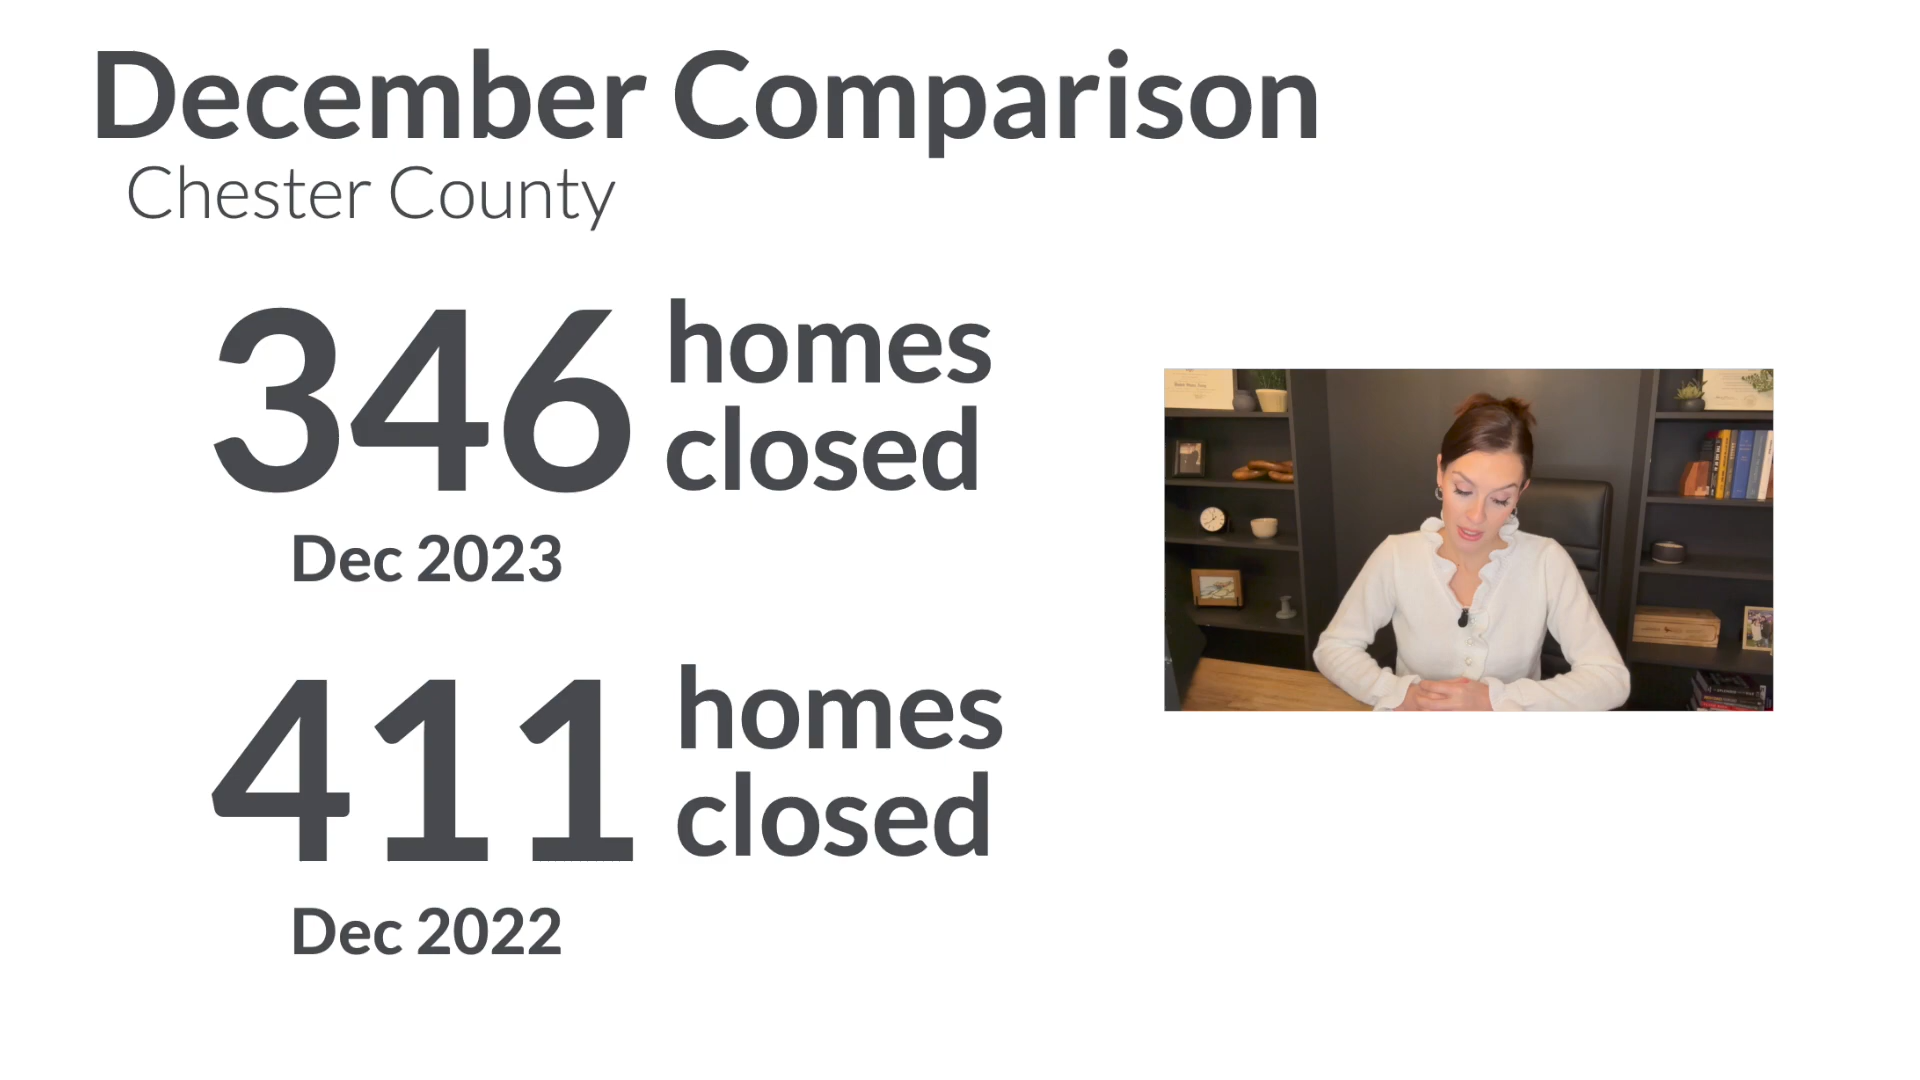 December Comparison
Chester County
346 homes
closed
Dec 2023
411 homes
closed
Dec 2022